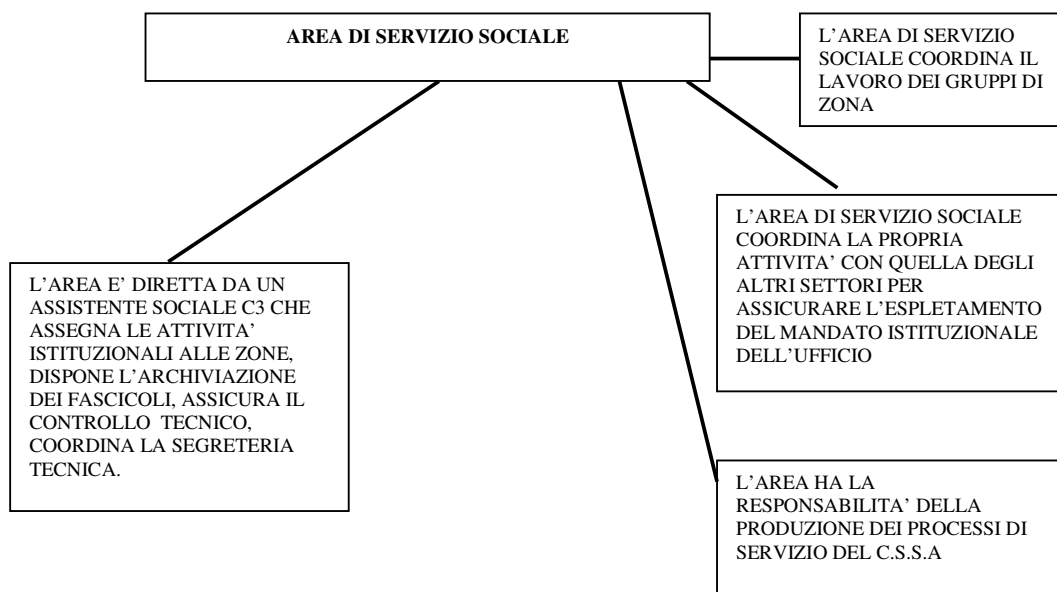 AREA DI SERVIZIO SOCIALE
L’AREA DI SERVIZIO
SOCIALE COORDINA IL
LAVORO DEI GRUPPI DI
ZONA
L’AREA DI SERVIZIO SOCIALE
COORDINA LA PROPRIA
ATTIVITA’ CON QUELLA DEGLI
ALTRI SETTORI PER
ASSICURARE L’ESPLETAMENTO
DEL MANDATO ISTITUZIONALE
DELL’UFFICIO
L’AREA E’ DIRETTA DA UN
ASSISTENTE SOCIALE C3 CHE
ASSEGNA LE ATTIVITA’
ISTITUZIONALI ALLE ZONE,
DISPONE L’ARCHIVIAZIONE
DEI FASCICOLI, ASSICURA IL
CONTROLLO TECNICO,
COORDINA LA SEGRETERIA
TECNICA.
L’AREA HA LA
RESPONSABILITA’ DELLA
PRODUZIONE DEI PROCESSI DI
SERVIZIO DEL C.S.S.A